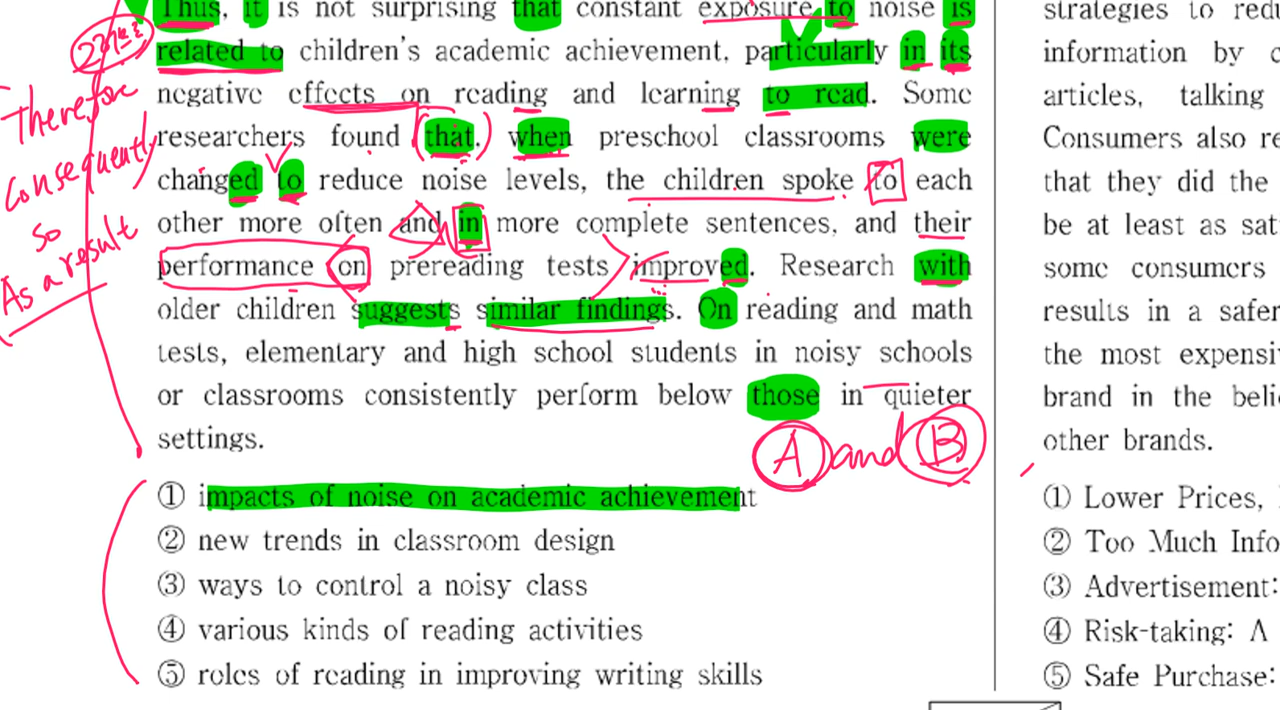 Thus, it is not surprising that constant exposure to noise is
related to children's academic achievement, particularly in its
negative effects on reading and learning to read. Some
researchers found that, when preschool classrooms were
changed to reduce noise levels, the children spoke to each
other more often and in more complete sentences, and their
performance on prereading tests improved. Research with
older children suggests similar findings. On reading and math
tests, elementary and high school students in noisy schools
or classrooms consistently perform below those in quieter
settings.
① impacts of noise on academic achievement
② new trends in classroom design
③ ways to control a noisy class
④ various kinds of reading activities
⑤ roles of reading in improving writing skills
Therefore
consequently
so
As a result
A and B
strategies to redu
information by c
articles, talking
Consumers also re
that they did the
be at least as sat
some consumers
results in a safer
the most expensi
brand in the beli
other brands.
① Lower Prices,
② Too Much Info
③ Advertisement:
④ Risk-taking: A
⑤ Safe Purchase: